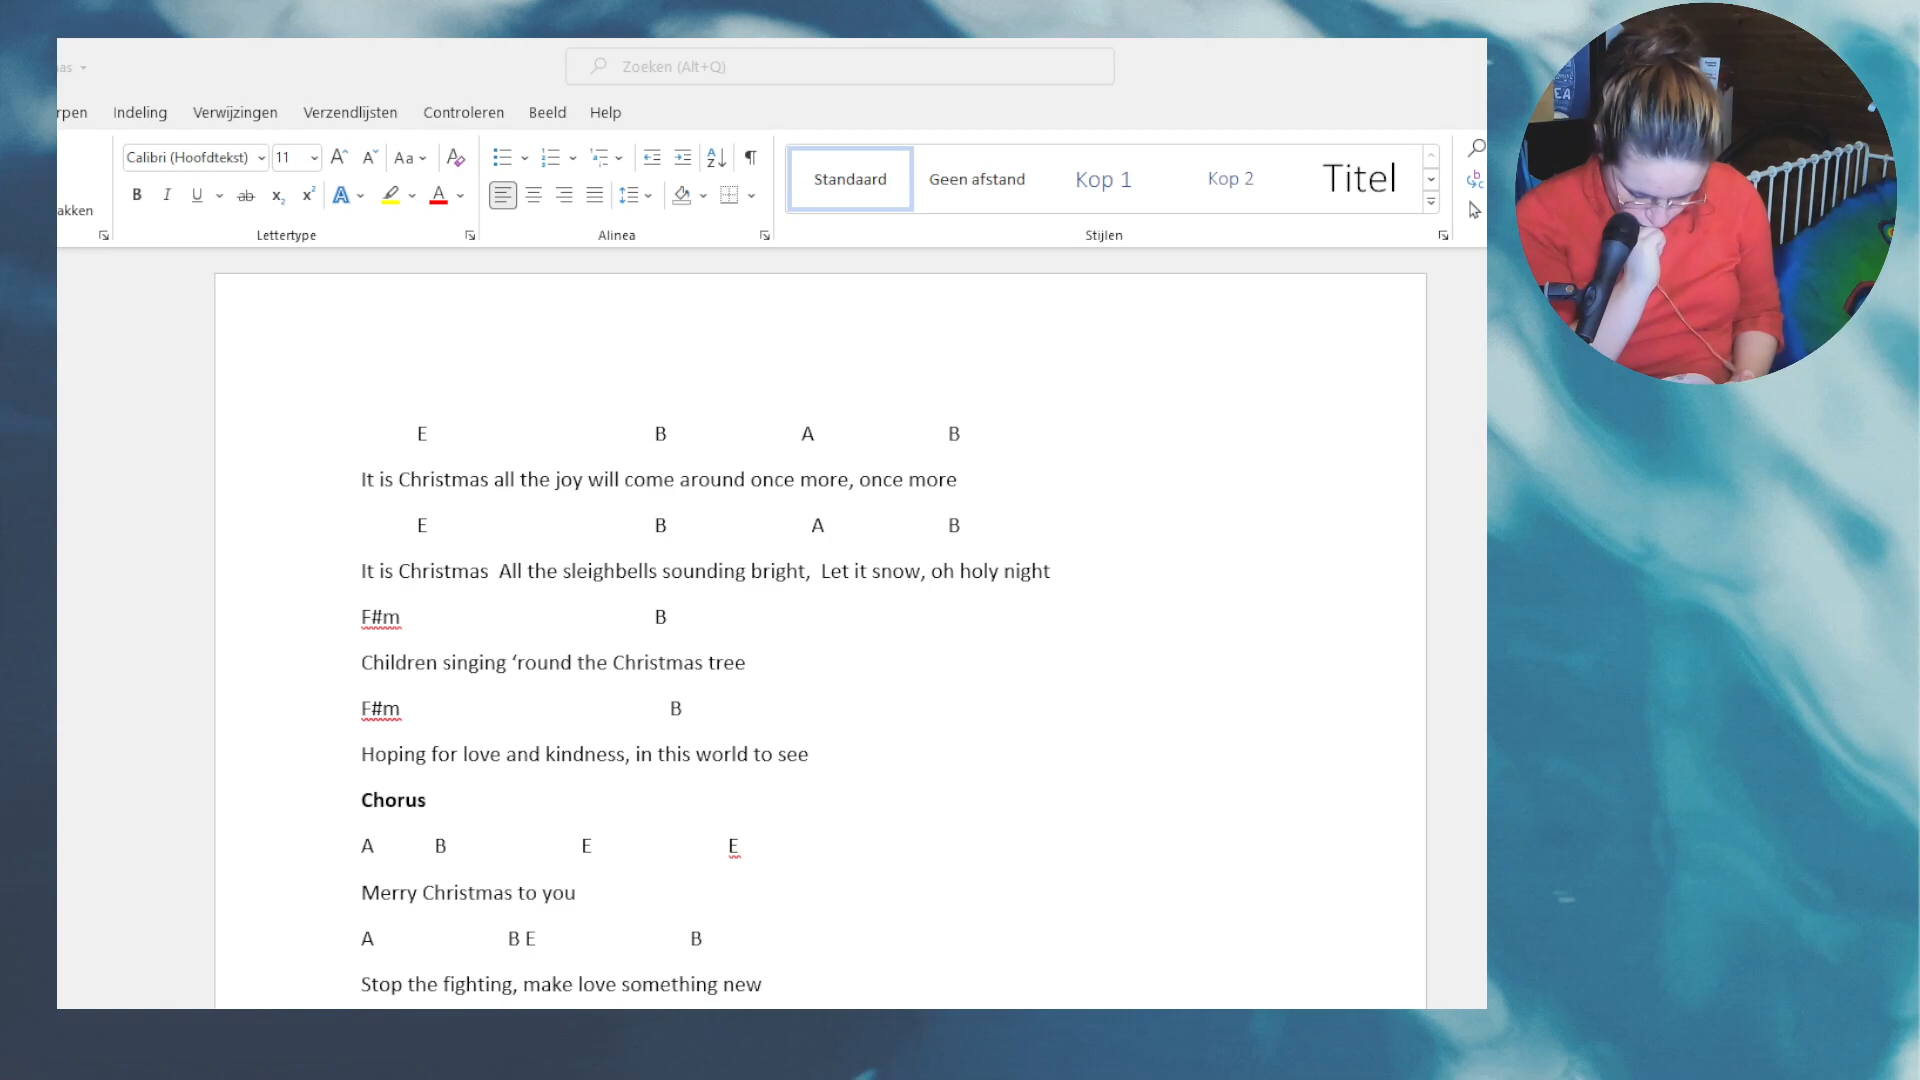 Zoeken (Alt+Q)
Indeling Verwijzingen Verzendlijsten Controleren Beeld Help
Calibri (Hoofdtekst) 11 Aa
Standaard Geen afstand Kop 1 Kop 2 Titel
Lettertype Alinea Stijlen
E B A B
It is Christmas all the joy will come around once more, once more
E B A B
It is Christmas  All the sleighbells sounding bright,  Let it snow, oh holy night
F#m B
Children singing ‘round the Christmas tree
F#m B
Hoping for love and kindness, in this world to see
Chorus
A B E E
Merry Christmas to you
A B E B
Stop the fighting, make love something new